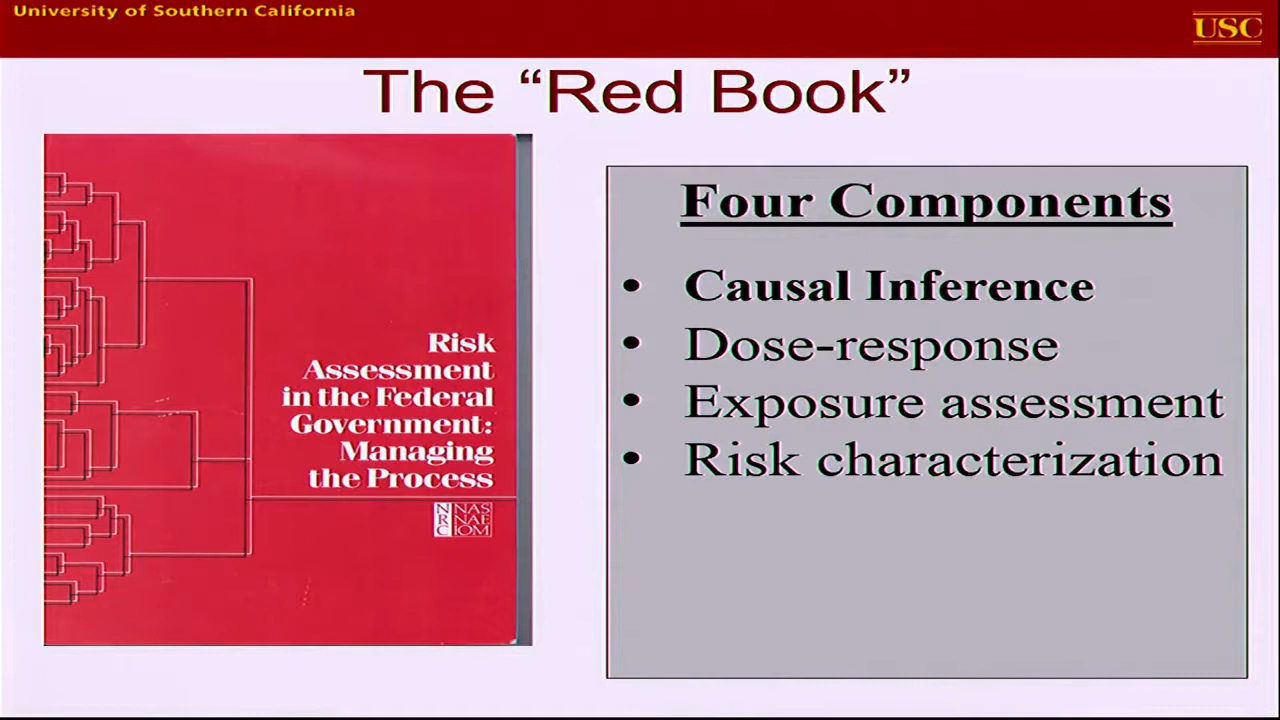 University of Southern California
USC
The “Red Book”
Risk
Assessment
in the Federal
Government:
Managing
the Process
NRC
NAS
NAE
IOM
Four Components
• Causal Inference
• Dose-response
• Exposure assessment
• Risk characterization